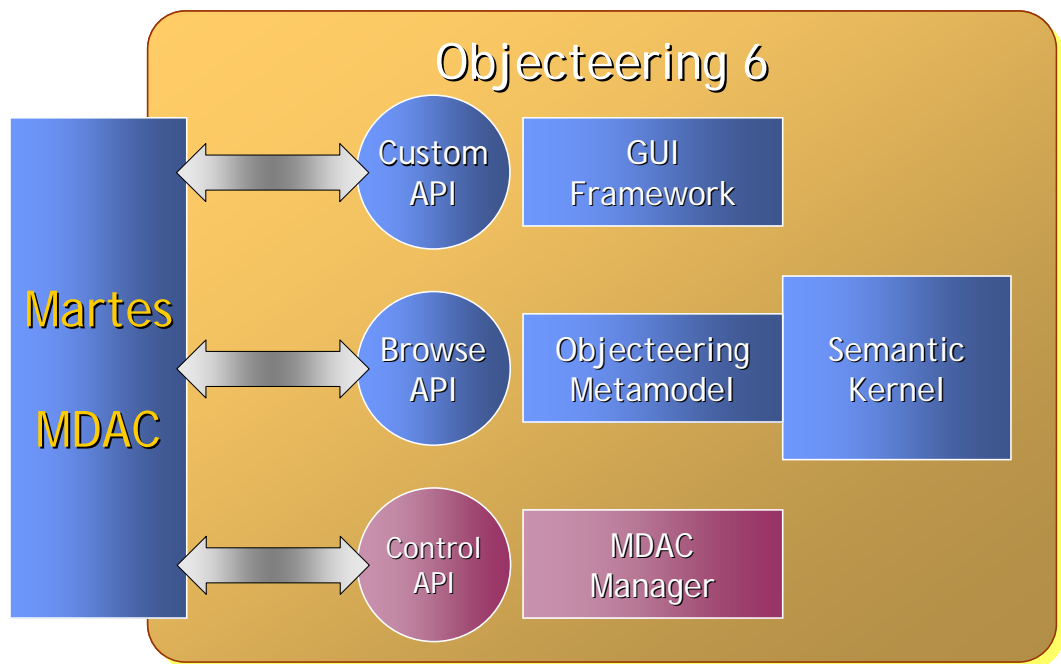 Objecteering 6
Martes
MDAC
Custom
API
GUI
Framework
Browse
API
Objecteering
Metamodel
Semantic
Kernel
Control
API
MDAC
Manager